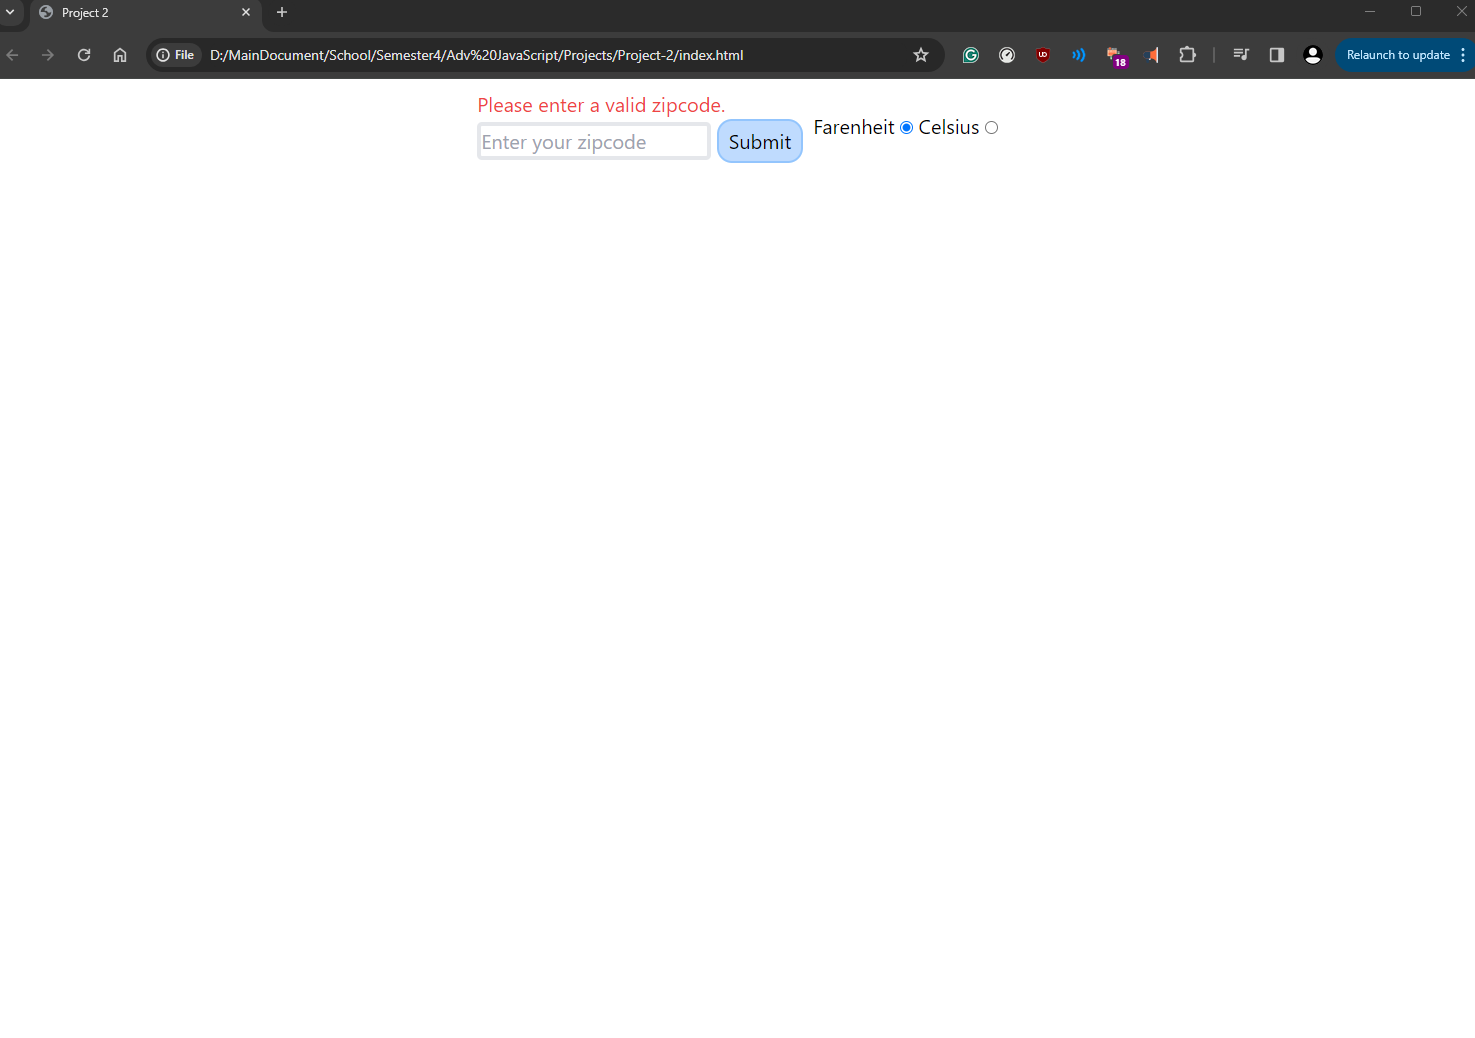 Project 2
File D:/MainDocument/School/Semester4/Adv%20JavaScript/Projects/Project-2/index.html
UD
18
Relaunch to update
Please enter a valid zipcode.
Enter your zipcode Submit Farenheit Celsius